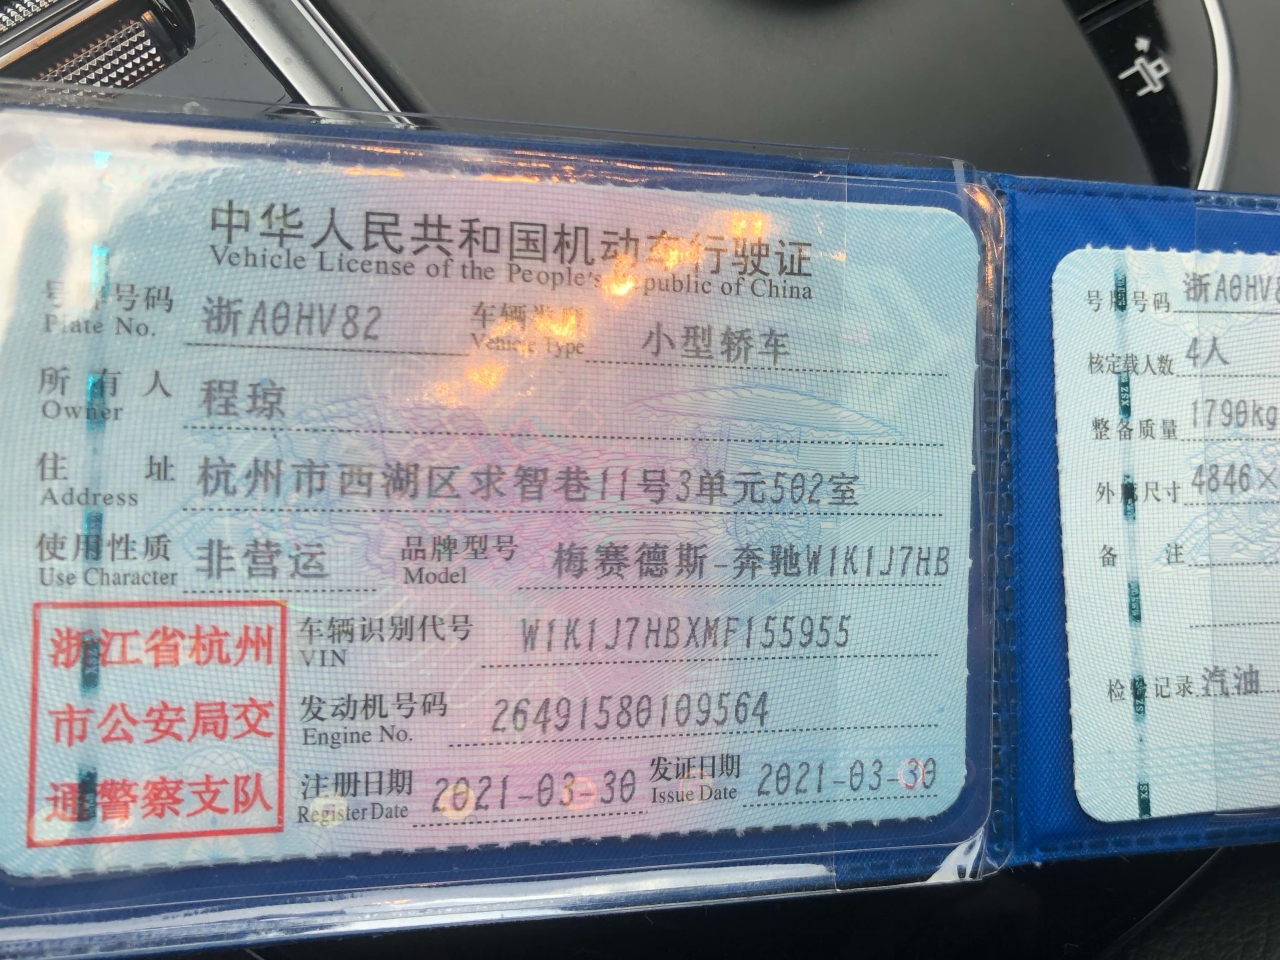 中华人民共和国机动车行驶证
Vehicle License of the People's Republic of China
号牌号码 浙A0HV82 车辆类型 小型轿车
Plate No. Vehicle Type
所有人 程琼
Owner
住址 杭州市西湖区求智巷11号3单元502室
Address
使用性质 非营运 品牌型号 梅赛德斯-奔驰W1K1J7HB
Use Character Model
浙江省杭州
市公安局交
通警察支队
车辆识别代号 W1K1J7HBXMF155955
VIN
发动机号码 26491580109564
Engine No.
注册日期 2021-03-30 发证日期 2021-03-30
Register Date Issue Date
号牌号码 浙A0HV
核定载人数 4人
整备质量 1790kg
外廓尺寸 4846×
备注
检验记录 汽油